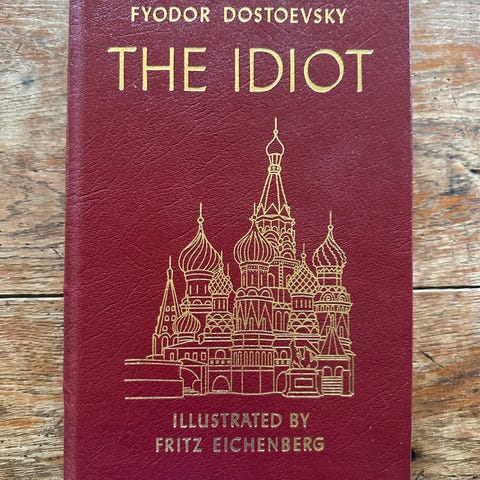 FYODOR DOSTOEVSKY
THE IDIOT
ILLUSTRATED BY
FRITZ EICHENBERG